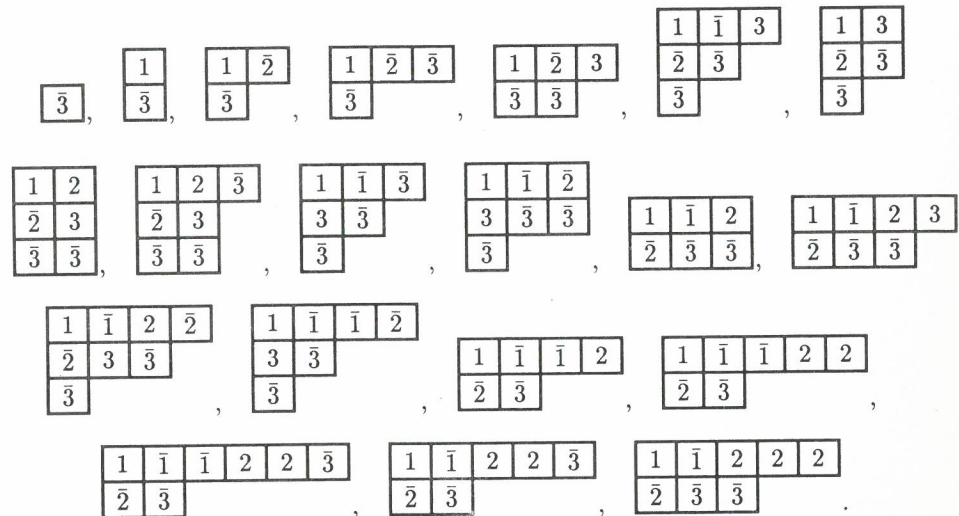 3̄ ,
1
3̄ ,
1 2̄
3̄ ,
1 2̄ 3̄
3̄ ,
1 2̄ 3
3̄ 3̄ ,
1 1̄ 3
2̄ 3̄
3̄ ,
1 3
2̄ 3̄
3̄
1 2
2̄ 3
3̄ 3̄ ,
1 2 3̄
2̄ 3
3̄ 3̄ ,
1 1̄ 3̄
3 3̄
3̄ ,
1 1̄ 2̄
3 3̄ 3̄
3̄ ,
1 1̄ 2
2̄ 3̄ 3̄ ,
1 1̄ 2 3
2̄ 3̄ 3̄
1 1̄ 2 2̄
2̄ 3 3̄
3̄ ,
1 1̄ 1̄ 2̄
3 3̄
3̄ ,
1 1̄ 1̄ 2
2̄ 3̄ ,
1 1̄ 1̄ 2 2
2̄ 3̄ ,
1 1̄ 1̄ 2 2 3̄
2̄ 3̄ ,
1 1̄ 2 2 3̄
2̄ 3̄ ,
1 1̄ 2 2 2
2̄ 3̄ 3̄ .